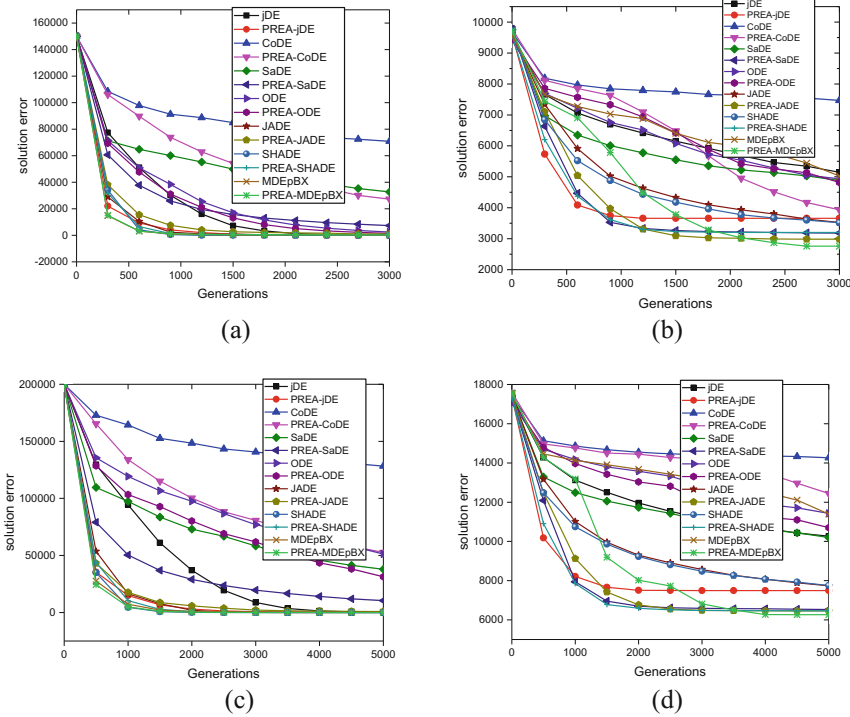 160000
140000
120000
100000
80000
60000
40000
20000
0
-20000
solution error
0 500 1000 1500 2000 2500 3000
Generations
jDE
PREA-jDE
CoDE
PREA-CoDE
SaDE
PREA-SaDE
ODE
PREA-ODE
JADE
PREA-JADE
SHADE
PREA-SHADE
MDEpBX
PREA-MDEpBX
(a)
10000
9000
8000
7000
6000
5000
4000
3000
2000
solution error
0 500 1000 1500 2000 2500 3000
Generations
jDE
PREA-jDE
CoDE
PREA-CoDE
SaDE
PREA-SaDE
ODE
PREA-ODE
JADE
PREA-JADE
SHADE
PREA-SHADE
MDEpBX
PREA-MDEpBX
(b)
200000
150000
100000
50000
0
solution error
0 1000 2000 3000 4000 5000
Generations
jDE
PREA-jDE
CoDE
PREA-CoDE
SaDE
PREA-SaDE
ODE
PREA-ODE
JADE
PREA-JADE
SHADE
PREA-SHADE
MDEpBX
PREA-MDEpBX
(c)
18000
16000
14000
12000
10000
8000
6000
solution error
0 1000 2000 3000 4000 5000
Generations
jDE
PREA-jDE
CoDE
PREA-CoDE
SaDE
PREA-SaDE
ODE
PREA-ODE
JADE
PREA-JADE
SHADE
PREA-SHADE
MDEpBX
PREA-MDEpBX
(d)